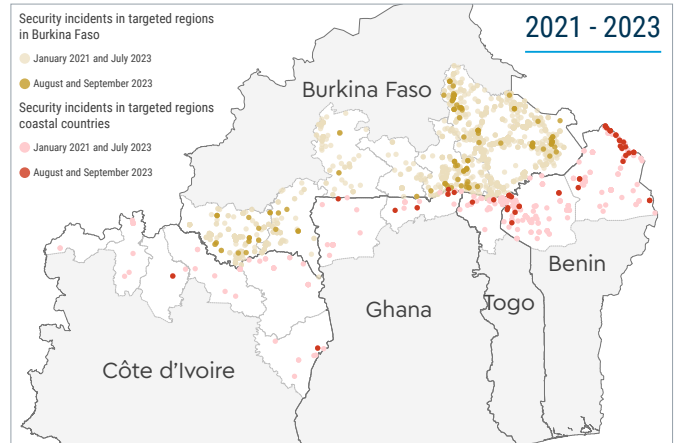 Security incidents in targeted regions
in Burkina Faso
January 2021 and July 2023
August and September 2023
Security incidents in targeted regions
coastal countries
January 2021 and July 2023
August and September 2023
2021 - 2023
Burkina Faso
Benin
Ghana
Togo
Côte d'Ivoire